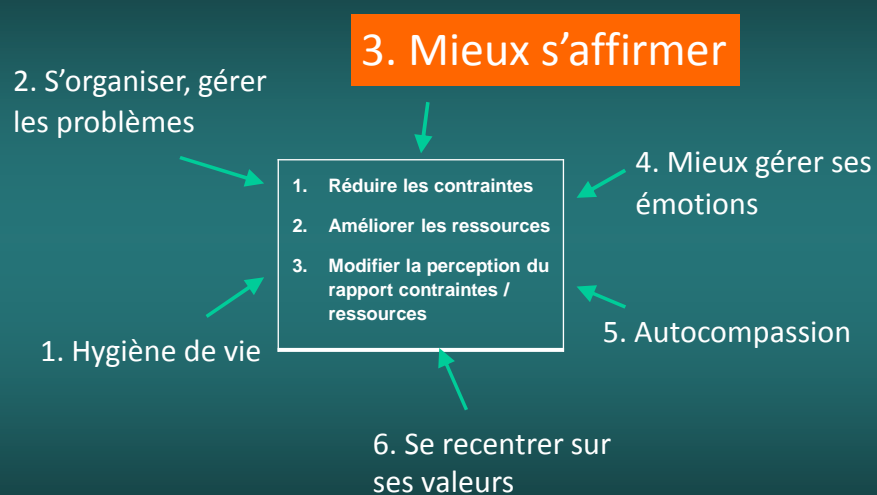 3. Mieux s’affirmer
2. S’organiser, gérer
les problèmes
4. Mieux gérer ses
émotions
1. Réduire les contraintes
2. Améliorer les ressources
3. Modifier la perception du
rapport contraintes /
ressources
1. Hygiène de vie
5. Autocompassion
6. Se recentrer sur
ses valeurs